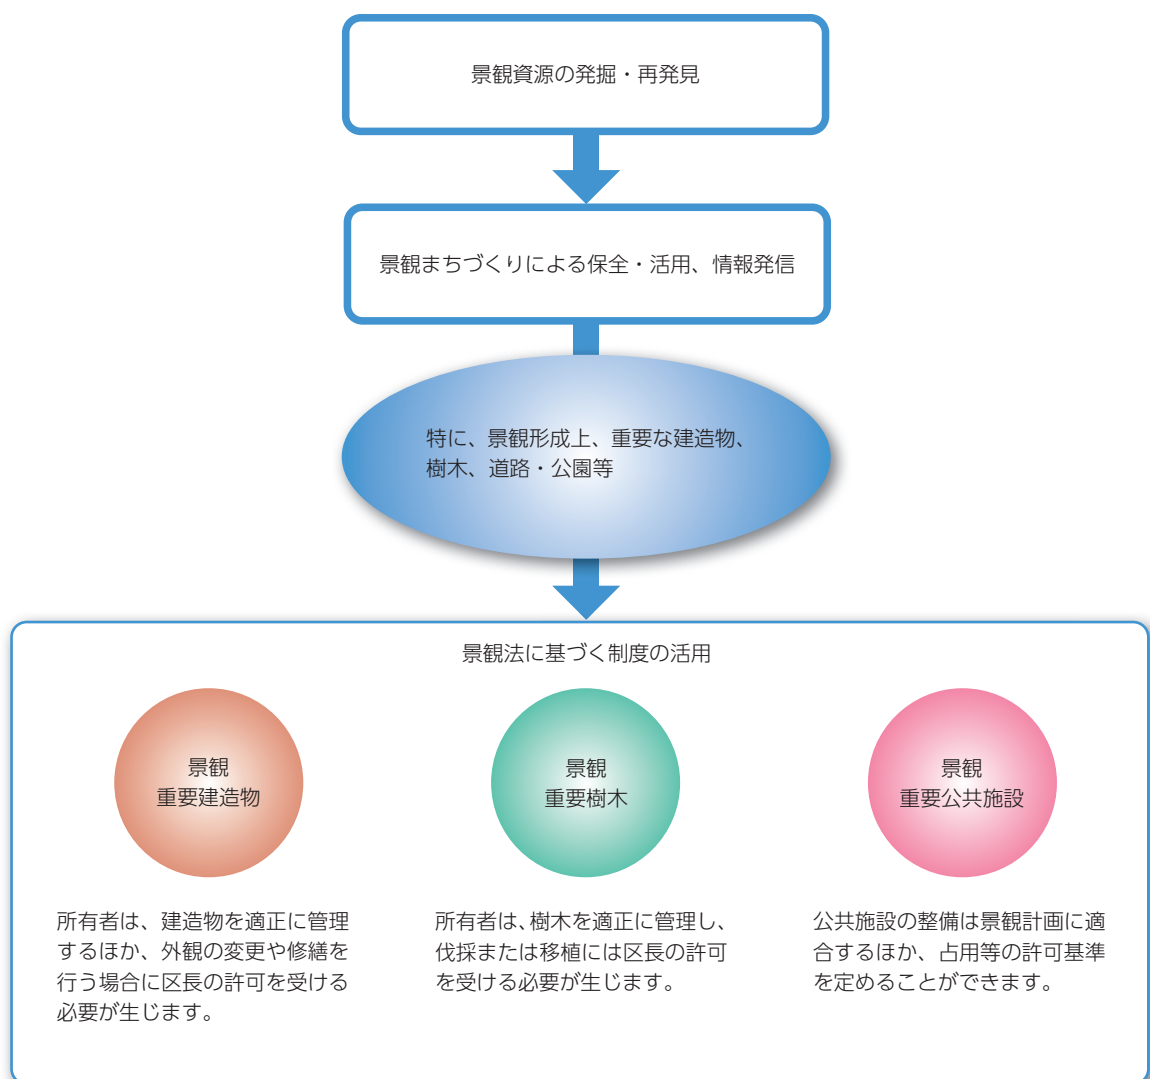 景観資源の発掘・再発見
景観まちづくりによる保全・活用、情報発信
特に、景観形成上、重要な建造物、
樹木、道路・公園等
景観法に基づく制度の活用
景観
重要建造物
景観
重要樹木
景観
重要公共施設
所有者は、建造物を適正に管理
するほか、外観の変更や修繕を
行う場合に区長の許可を受ける
必要が生じます。
所有者は、樹木を適正に管理し、
伐採または移植には区長の許可
を受ける必要が生じます。
公共施設の整備は景観計画に適
合するほか、占用等の許可基準
を定めることができます。